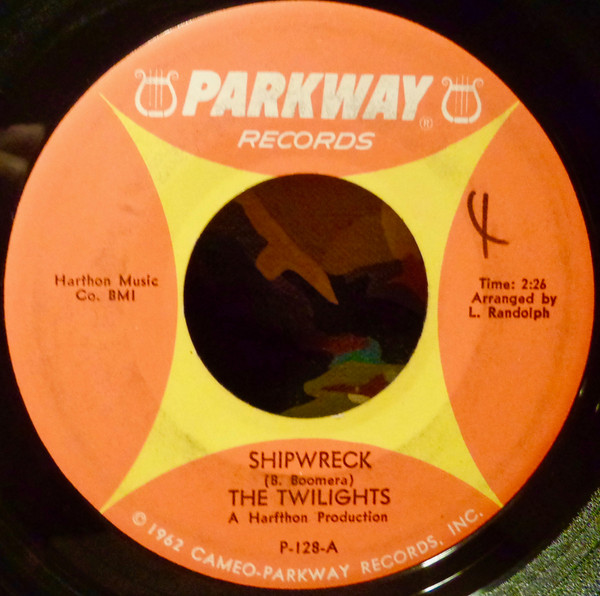 PARKWAY®
RECORDS
4
Harthon Music
Co. BMI
Time: 2:26
Arranged by
L. Randolph
SHIPWRECK
(B. Boomera)
THE TWILIGHTS
A Harfthon Production
P-128-A
© 1962 CAMEO-PARKWAY RECORDS, INC.